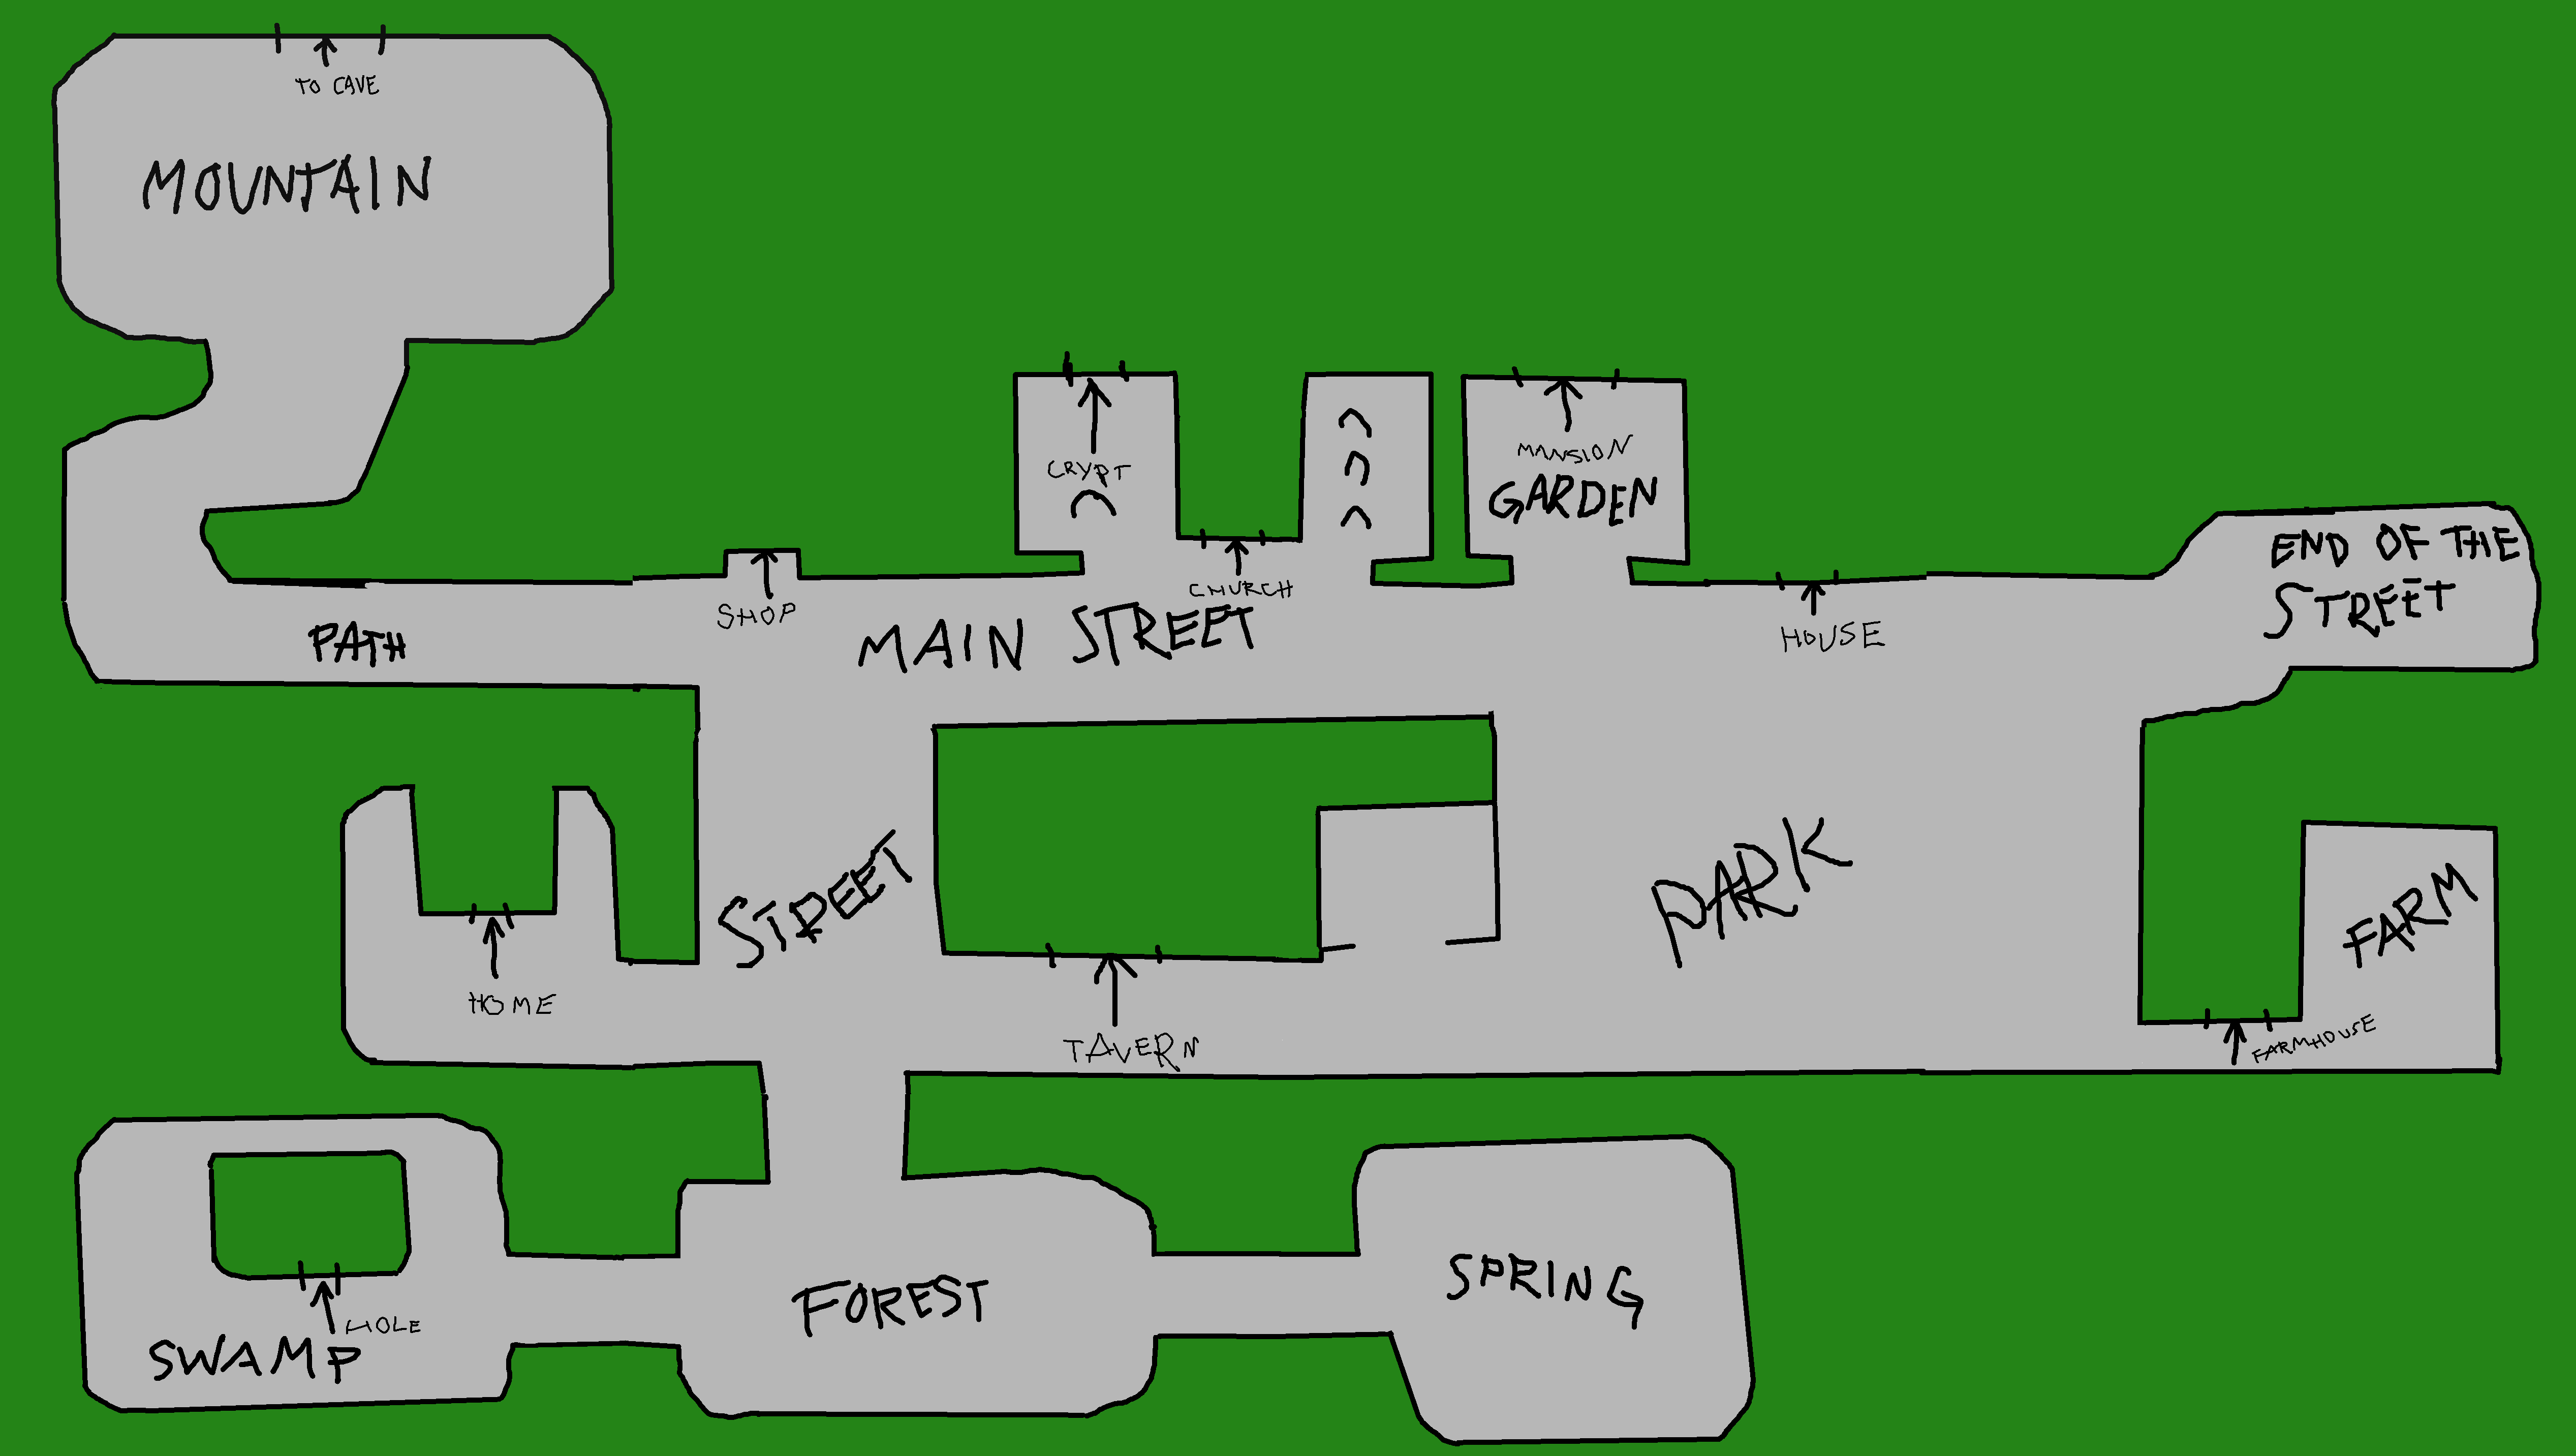 TO CAVE
MOUNTAIN
CRYPT
MANSION
GARDEN
END OF THE
STREET
SHOP
CHURCH
HOUSE
PATH
MAIN STREET
STREET
PARK
FARM
HOME
TAVERN
FARMHOUSE
HOLE
SWAMP
FOREST
SPRING